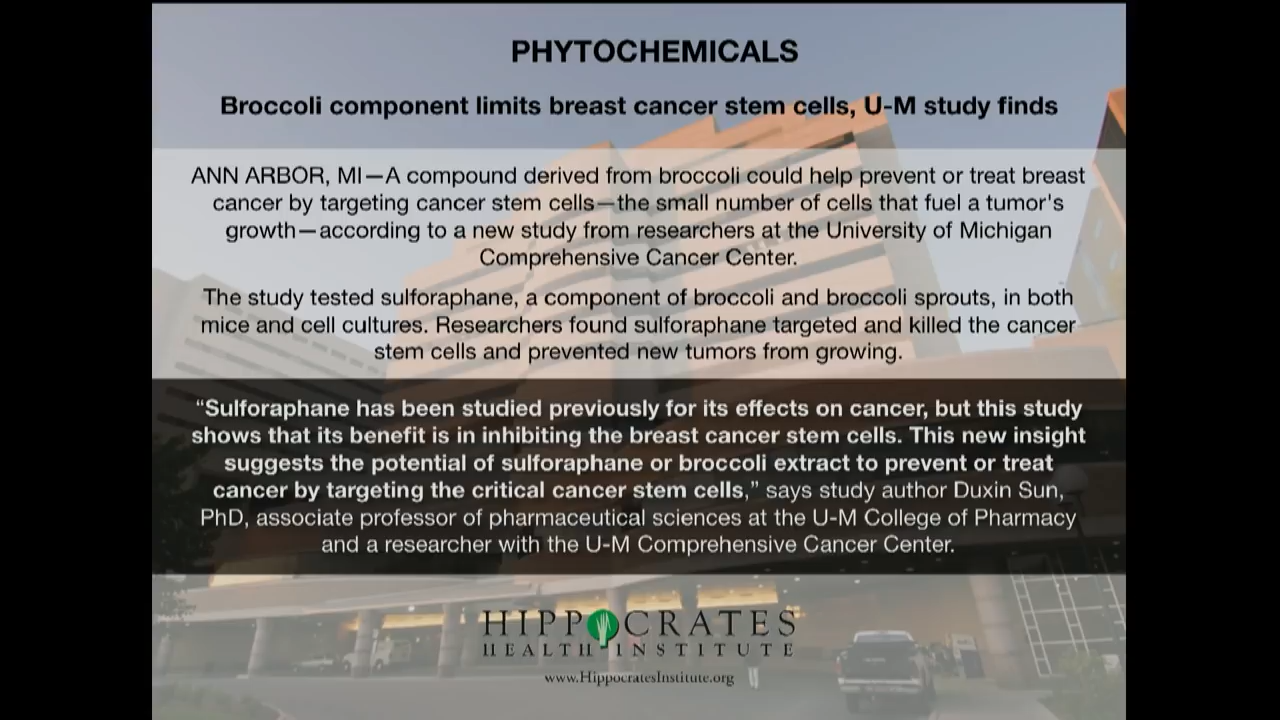 PHYTOCHEMICALS
Broccoli component limits breast cancer stem cells, U-M study finds
ANN ARBOR, MI—A compound derived from broccoli could help prevent or treat breast
cancer by targeting cancer stem cells—the small number of cells that fuel a tumor's
growth—according to a new study from researchers at the University of Michigan
Comprehensive Cancer Center.
The study tested sulforaphane, a component of broccoli and broccoli sprouts, in both
mice and cell cultures. Researchers found sulforaphane targeted and killed the cancer
stem cells and prevented new tumors from growing.
“Sulforaphane has been studied previously for its effects on cancer, but this study
shows that its benefit is in inhibiting the breast cancer stem cells. This new insight
suggests the potential of sulforaphane or broccoli extract to prevent or treat
cancer by targeting the critical cancer stem cells,” says study author Duxin Sun,
PhD, associate professor of pharmaceutical sciences at the U-M College of Pharmacy
and a researcher with the U-M Comprehensive Cancer Center.
HIPPOCRATES
HEALTH INSTITUTE
www.HippocratesInstitute.org